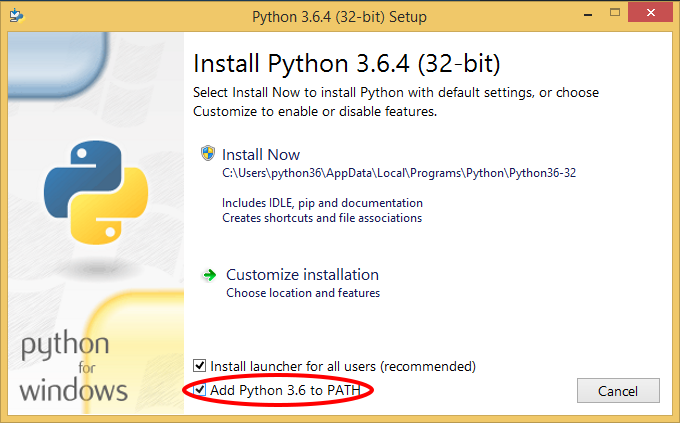 Python 3.6.4 (32-bit) Setup
Install Python 3.6.4 (32-bit)
Select Install Now to install Python with default settings, or choose
Customize to enable or disable features.
Install Now
C:\Users\python36\AppData\Local\Programs\Python\Python36-32
Includes IDLE, pip and documentation
Creates shortcuts and file associations
Customize installation
Choose location and features
python
for
windows
Install launcher for all users (recommended)
Add Python 3.6 to PATH
Cancel